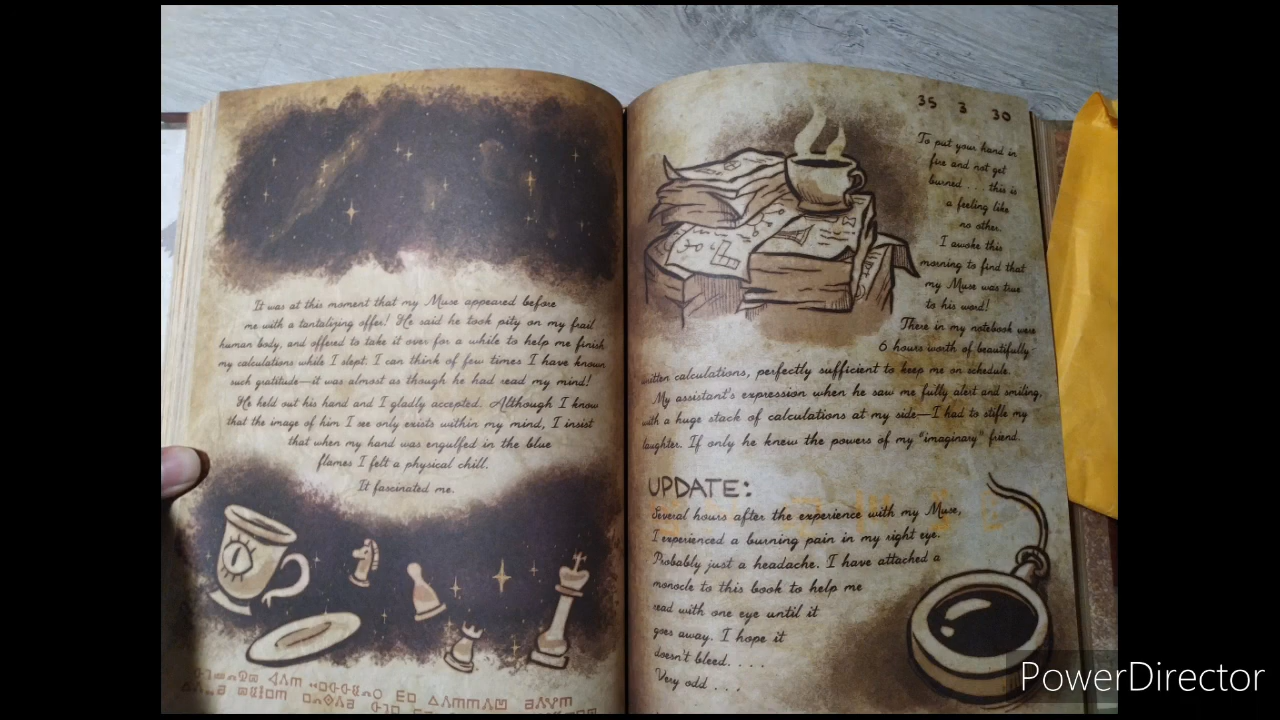 It was at this moment that my Muse appeared before
me with a tantalizing offer! He said he took pity on my frail
human body, and offered to take it over for a while to help me finish
my calculations while I slept. I can think of few times I have known
such gratitude—it was almost as though he had read my mind!
He held out his hand and I gladly accepted. Although I know
that the image of him I see only exists within my mind, I insist
that when my hand was engulfed in the blue
flames I felt a physical chill.
It fascinated me.
35 3 30
To put your hand in
fire and not get
burned . . . this is
a feeling like
no other.
I awoke this
morning to find that
my Muse was true
to his word!
There in my notebook were
6 hours worth of beautifully
written calculations, perfectly sufficient to keep me on schedule.
My assistant's expression when he saw me fully alert and smiling,
with a huge stack of calculations at my side—I had to stifle my
laughter. If only he knew the powers of my "imaginary" friend.
UPDATE:
Several hours after the experience with my Muse,
I experienced a burning pain in my right eye.
Probably just a headache. I have attached a
monocle to this book to help me
read with one eye until it
goes away. I hope it
doesn't bleed. . . .
Very odd . . .
PowerDirector